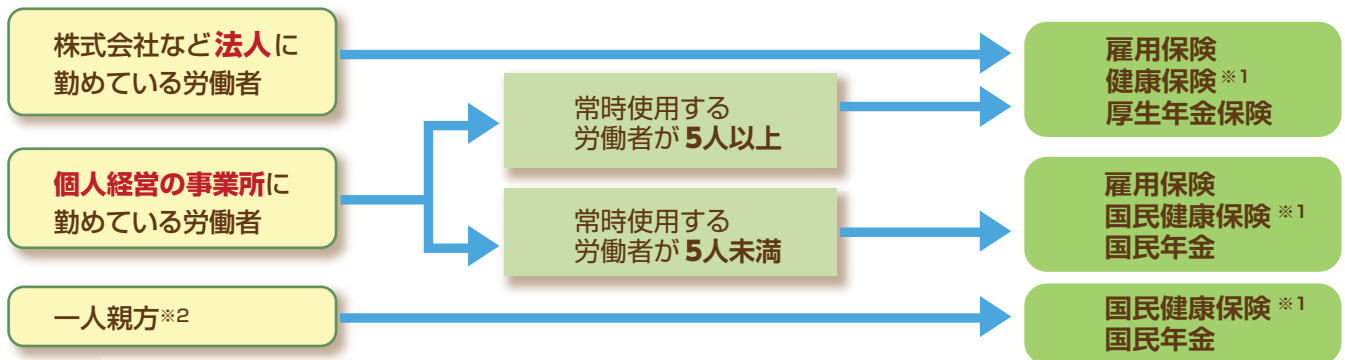 株式会社など法人に
勤めている労働者
雇用保険
健康保険※1
厚生年金保険
個人経営の事業所に
勤めている労働者
常時使用する
労働者が5人以上
常時使用する
労働者が5人未満
雇用保険
国民健康保険※1
国民年金
一人親方※2
国民健康保険※1
国民年金